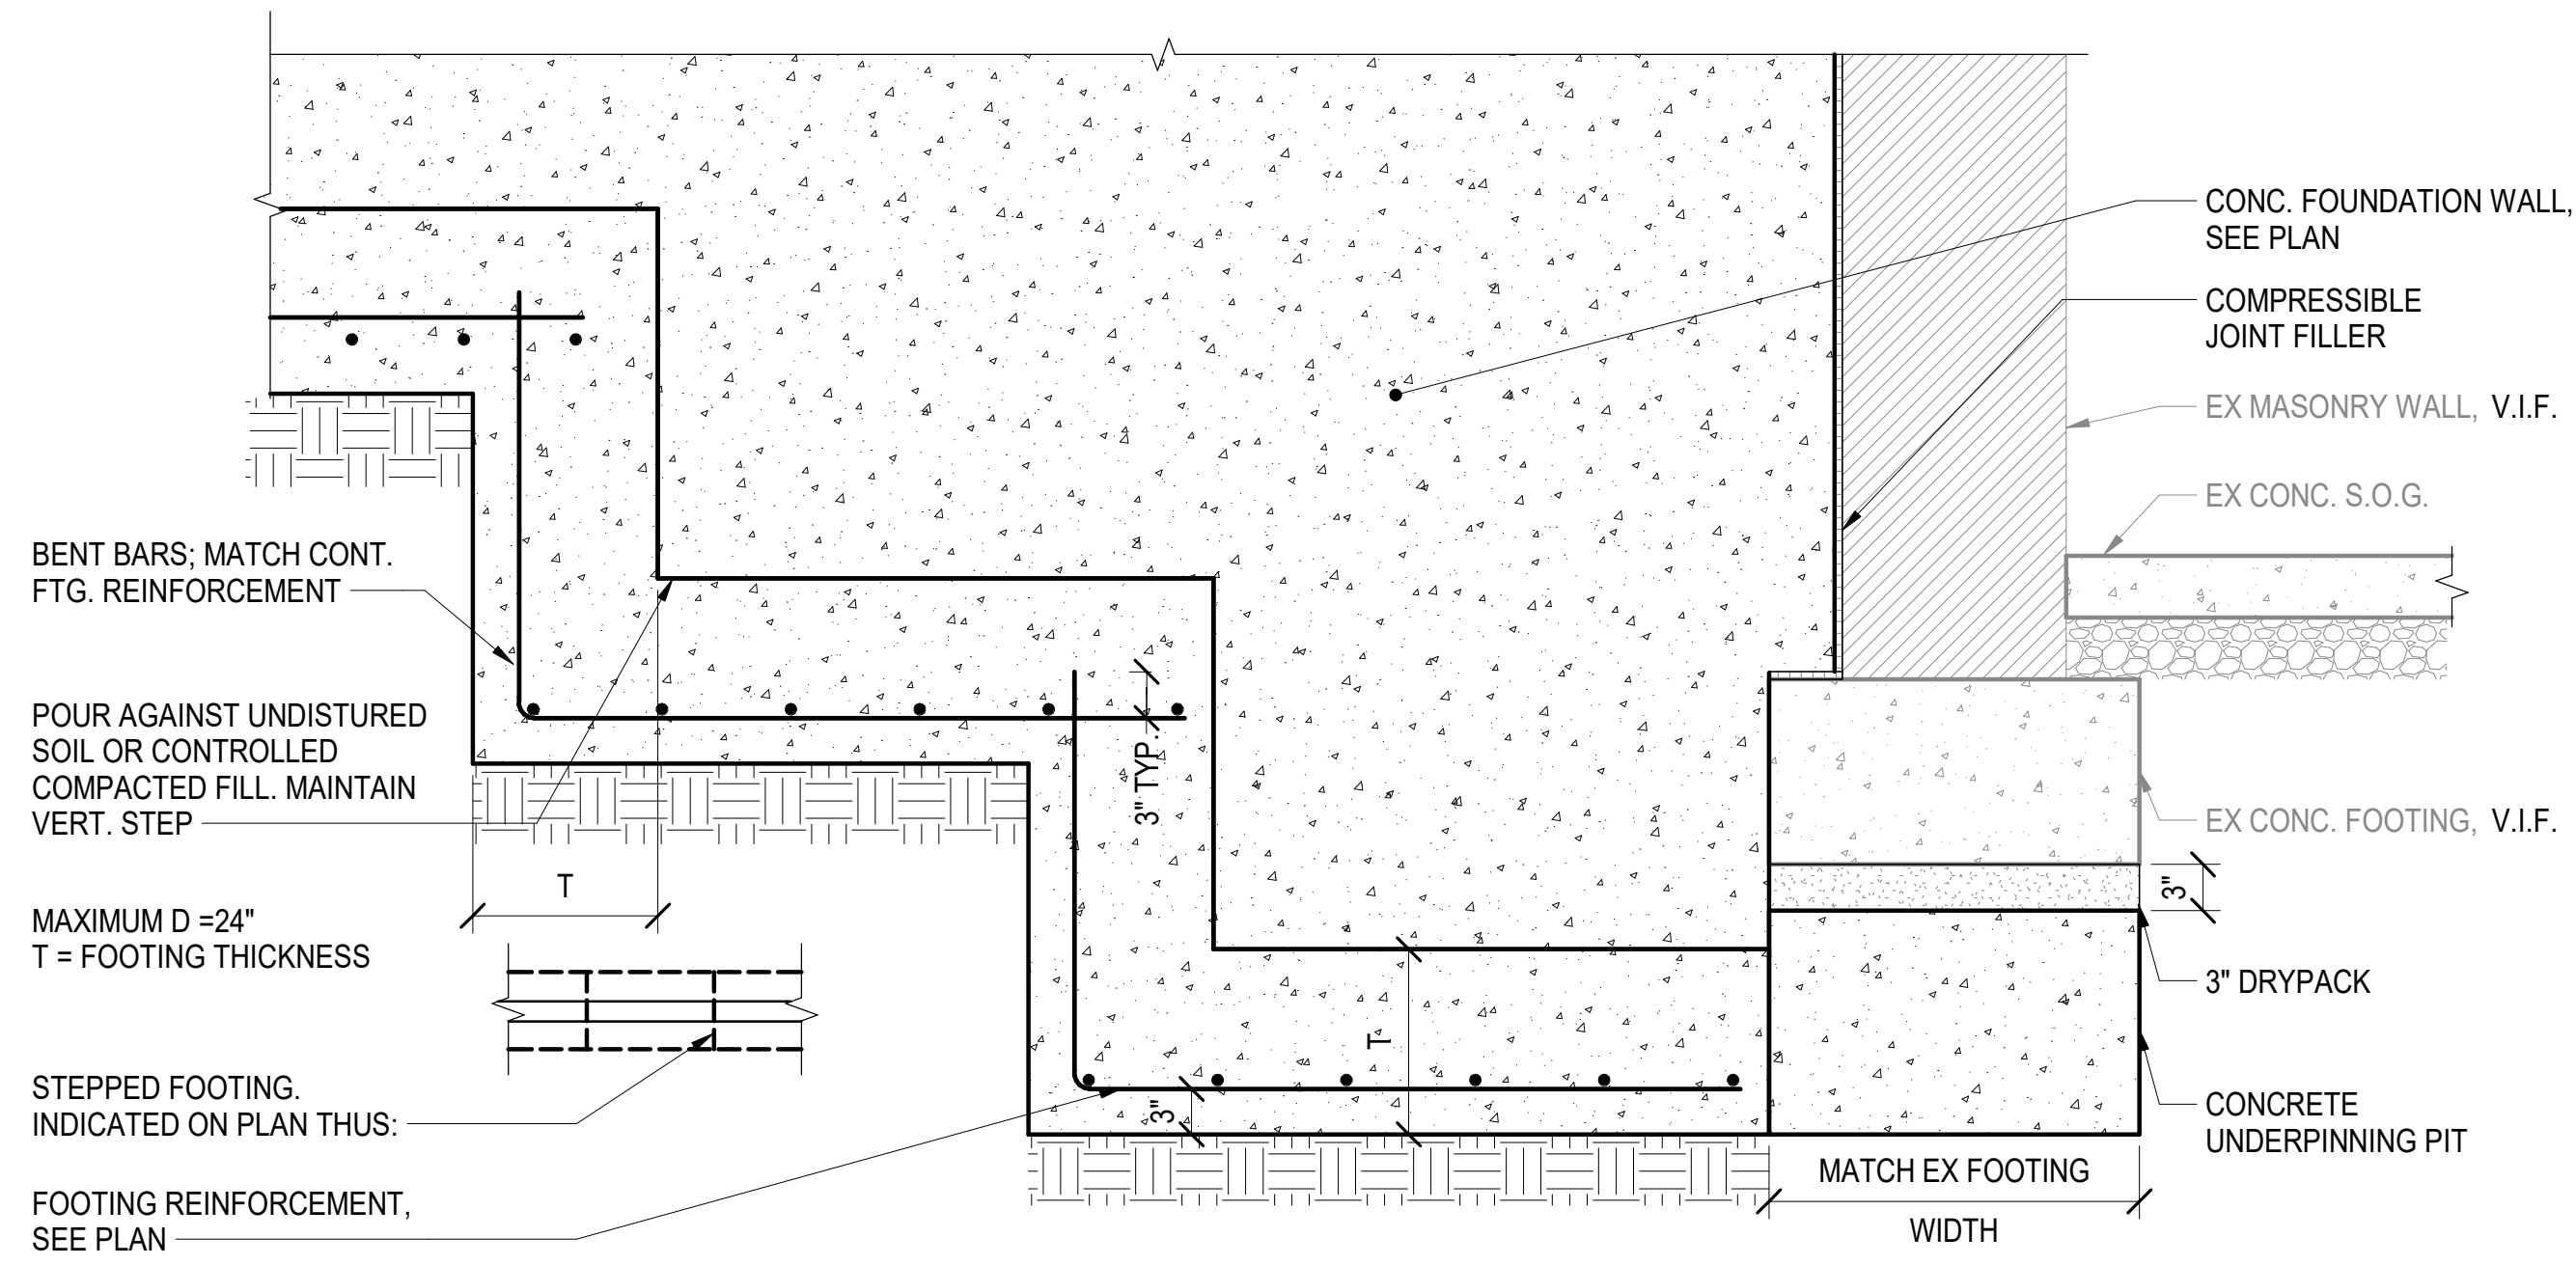 CONC. FOUNDATION WALL,
SEE PLAN
COMPRESSIBLE
JOINT FILLER
EX MASONRY WALL, V.I.F.
EX CONC. S.O.G.
BENT BARS; MATCH CONT.
FTG. REINFORCEMENT
POUR AGAINST UNDISTURED
SOIL OR CONTROLLED
COMPACTED FILL. MAINTAIN
VERT. STEP
3" TYP.
EX CONC. FOOTING, V.I.F.
T
3"
MAXIMUM D =24"
T = FOOTING THICKNESS
3" DRYPACK
T
STEPPED FOOTING.
INDICATED ON PLAN THUS:
3"
CONCRETE
UNDERPINNING PIT
FOOTING REINFORCEMENT,
SEE PLAN
MATCH EX FOOTING
WIDTH